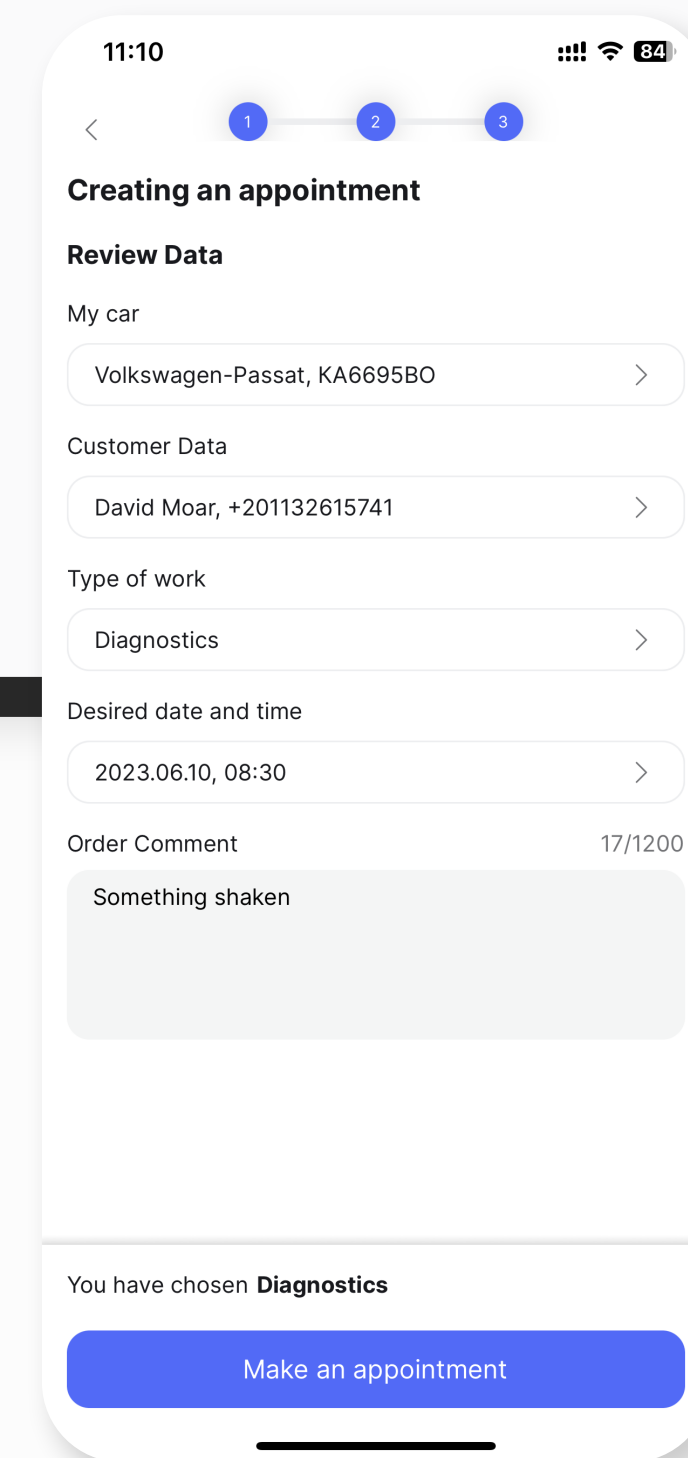 11:10
84
1 2 3
Creating an appointment
Review Data
My car
Volkswagen-Passat, KA6695BO
Customer Data
David Moar, +201132615741
Type of work
Diagnostics
Desired date and time
2023.06.10, 08:30
Order Comment 17/1200
Something shaken
You have chosen Diagnostics
Make an appointment